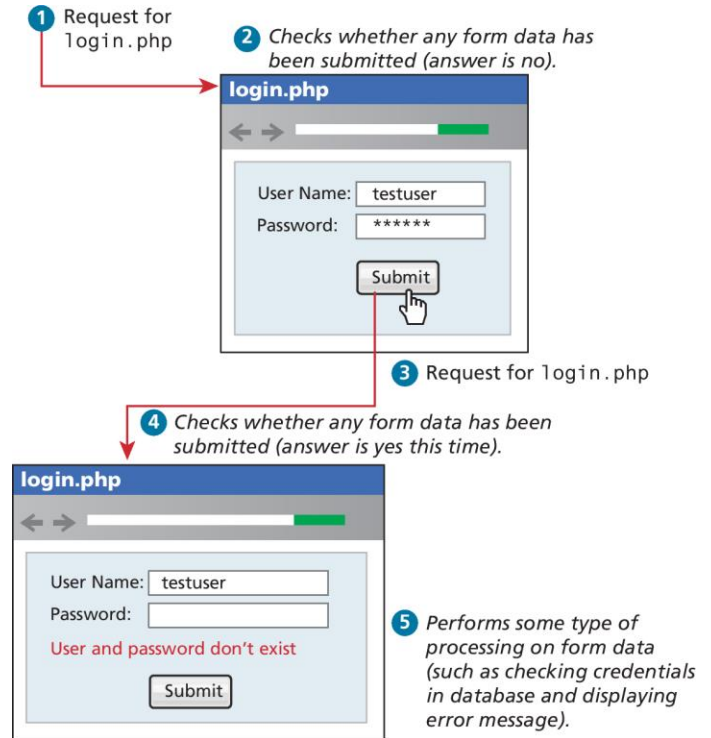 1 Request for
login.php
2 Checks whether any form data has
been submitted (answer is no).
login.php
User Name: testuser
Password: ******
Submit
3 Request for login.php
4 Checks whether any form data has been
submitted (answer is yes this time).
login.php
User Name: testuser
Password:
User and password don't exist
Submit
5 Performs some type of
processing on form data
(such as checking credentials
in database and displaying
error message).